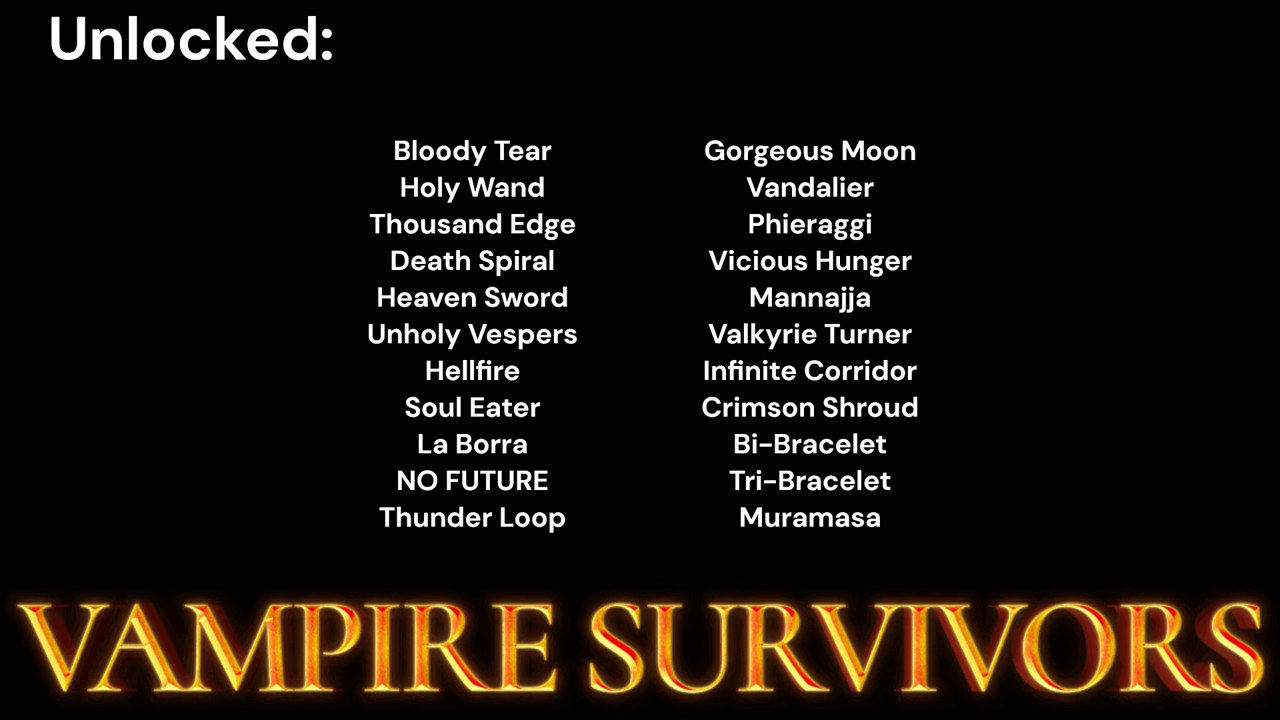 Unlocked:
Bloody Tear
Holy Wand
Thousand Edge
Death Spiral
Heaven Sword
Unholy Vespers
Hellfire
Soul Eater
La Borra
NO FUTURE
Thunder Loop
Gorgeous Moon
Vandalier
Phieraggi
Vicious Hunger
Mannajja
Valkyrie Turner
Infinite Corridor
Crimson Shroud
Bi-Bracelet
Tri-Bracelet
Muramasa
VAMPIRE SURVIVORS